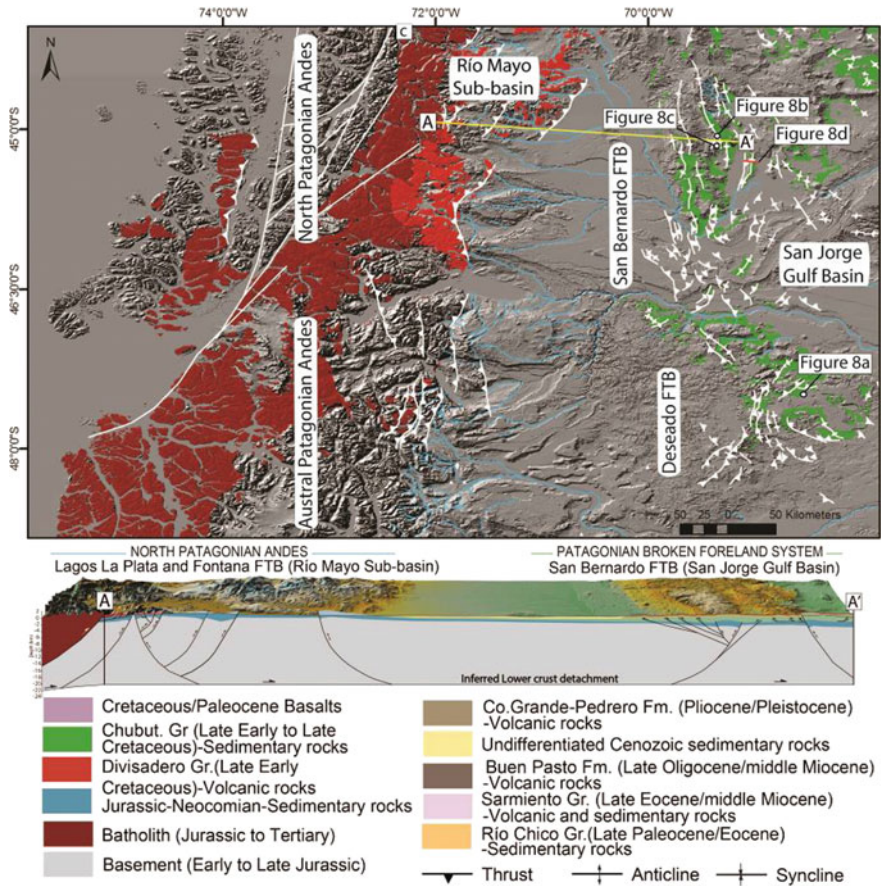 74°00'0"W
72°00'0"W
70°00'0"W
c
N
45°00'0"S
46°30'0"S
48°00'0"S
North Patagonian Andes
Austral Patagonian Andes
Río Mayo
Sub-basin
A
A'
San Bernardo FTB
Deseado FTB
San Jorge
Gulf Basin
Figure 8c
Figure 8b
Figure 8d
Figure 8a
50 25 0 50 Kilometers
NORTH PATAGONIAN ANDES
Lagos La Plata and Fontana FTB (Río Mayo Sub-basin)
PATAGONIAN BROKEN FORELAND SYSTEM
San Bernardo FTB (San Jorge Gulf Basin)
A
A'
Inferred Lower crust detachment
Cretaceous/Paleocene Basalts
Chubut. Gr (Late Early to Late
Cretaceous)-Sedimentary rocks
Divisadero Gr.(Late Early
Cretaceous)-Volcanic rocks
Jurassic-Neocomian-Sedimentary rocks
Batholith (Jurassic to Tertiary)
Basement (Early to Late Jurassic)
Co.Grande-Pedrero Fm. (Pliocene/Pleistocene)
-Volcanic rocks
Undifferentiated Cenozoic sedimentary rocks
Buen Pasto Fm. (Late Oligocene/middle Miocene)
-Volcanic rocks
Sarmiento Gr. (Late Eocene/middle Miocene)
-Volcanic and sedimentary rocks
Río Chico Gr.(Late Paleocene/Eocene)
-Sedimentary rocks
Thrust
Anticline
Syncline